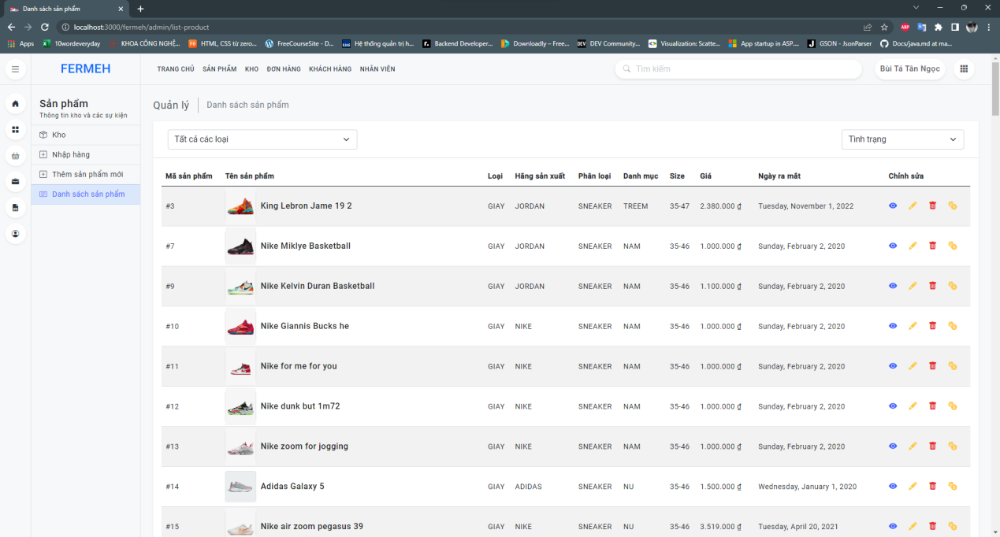 Danh sách sản phẩm
localhost:3000/fermeh/admin/list-product
Apps 10wordeveryday KHOA CÔNG NGHỆ... HTML, CSS từ zero... FreeCourseSite - D... Hệ thống quản trị h... Backend Developer... Downloadly – Free... DEV Community... Visualization: Scatte... App startup in ASP.... GSON - JsonParser Docs/java.md at ma...
FERMEH TRANG CHỦ SẢN PHẨM KHO ĐƠN HÀNG KHÁCH HÀNG NHÂN VIÊN Tìm kiếm Bùi Tá Tân Ngọc
Sản phẩm
Thông tin kho và các sự kiện
Kho
Nhập hàng
Thêm sản phẩm mới
Danh sách sản phẩm
Quản lý Danh sách sản phẩm
Tất cả các loại Tình trạng
Mã sản phẩm Tên sản phẩm Loại Hãng sản xuất Phân loại Danh mục Size Giá Ngày ra mắt Chỉnh sửa
#3 King Lebron Jame 19 2 GIAY JORDAN SNEAKER TREEM 35-47 2.380.000 ₫ Tuesday, November 1, 2022
#7 Nike Miklye Basketball GIAY JORDAN SNEAKER NAM 35-46 1.000.000 ₫ Sunday, February 2, 2020
#9 Nike Kelvin Duran Basketball GIAY JORDAN SNEAKER NAM 35-46 1.100.000 ₫ Sunday, February 2, 2020
#10 Nike Giannis Bucks he GIAY NIKE SNEAKER NAM 35-46 1.000.000 ₫ Sunday, February 2, 2020
#11 Nike for me for you GIAY NIKE SNEAKER NAM 35-46 1.000.000 ₫ Sunday, February 2, 2020
#12 Nike dunk but 1m72 GIAY NIKE SNEAKER NAM 35-46 1.000.000 ₫ Sunday, February 2, 2020
#13 Nike zoom for jogging GIAY NIKE SNEAKER NAM 35-46 1.000.000 ₫ Sunday, February 2, 2020
#14 Adidas Galaxy 5 GIAY ADIDAS SNEAKER NU 35-46 1.500.000 ₫ Wednesday, January 1, 2020
#15 Nike air zoom pegasus 39 GIAY NIKE SNEAKER NU 35-46 3.519.000 ₫ Tuesday, April 20, 2021